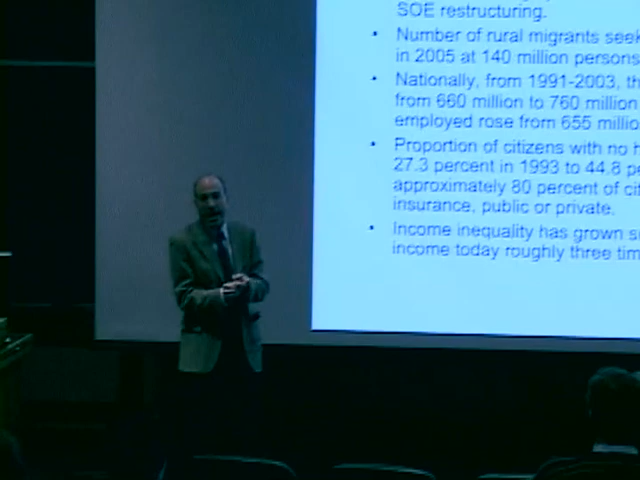 SOE restructuring.
• Number of rural migrants seek
in 2005 at 140 million persons
• Nationally, from 1991-2003, th
from 660 million to 760 million
employed rose from 655 millio
• Proportion of citizens with no h
27.3 percent in 1993 to 44.8 pe
approximately 80 percent of cit
insurance, public or private.
• Income inequality has grown s
income today roughly three tim